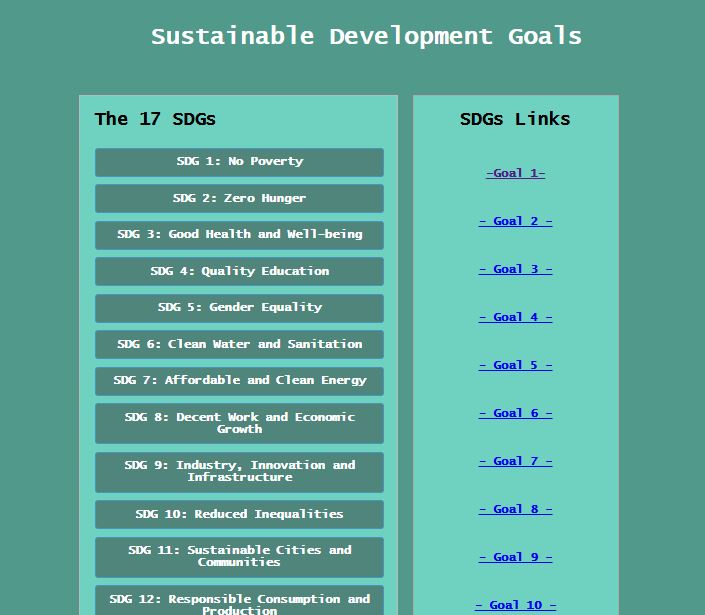 Sustainable Development Goals
The 17 SDGs
SDG 1: No Poverty
SDG 2: Zero Hunger
SDG 3: Good Health and Well-being
SDG 4: Quality Education
SDG 5: Gender Equality
SDG 6: Clean Water and Sanitation
SDG 7: Affordable and Clean Energy
SDG 8: Decent Work and Economic
Growth
SDG 9: Industry, Innovation and
Infrastructure
SDG 10: Reduced Inequalities
SDG 11: Sustainable Cities and
Communities
SDG 12: Responsible Consumption and
Production
SDGs Links
-Goal 1-
- Goal 2 -
- Goal 3 -
- Goal 4 -
- Goal 5 -
- Goal 6 -
- Goal 7 -
- Goal 8 -
- Goal 9 -
- Goal 10 -